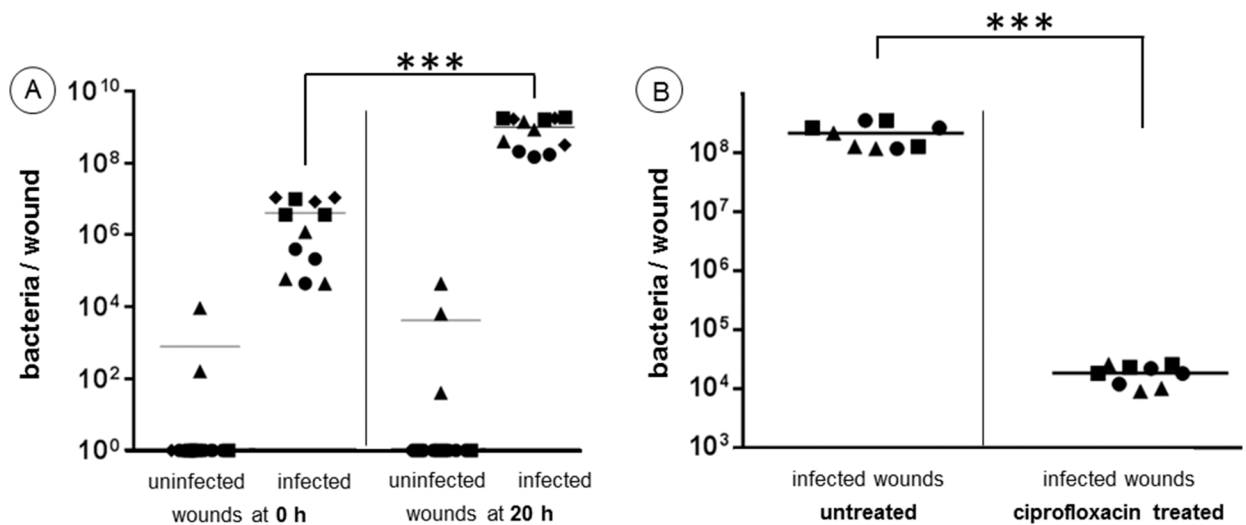 A
bacteria / wound
10^10
10^8
10^6
10^4
10^2
10^0
***
uninfected infected uninfected infected
wounds at 0 h wounds at 20 h
B
bacteria / wound
10^8
10^7
10^6
10^5
10^4
10^3
***
infected wounds infected wounds
untreated ciprofloxacin treated